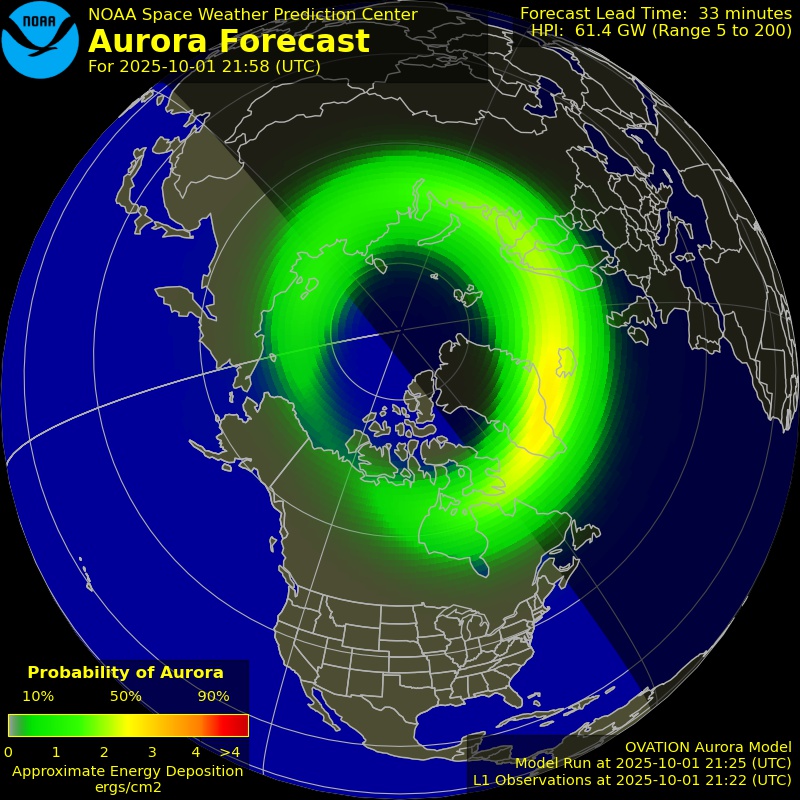 NOAA
NOAA Space Weather Prediction Center
Aurora Forecast
For 2025-10-01 21:58 (UTC)
Forecast Lead Time: 33 minutes
HPI: 61.4 GW (Range 5 to 200)
Probability of Aurora
10% 50% 90%
0 1 2 3 4 >4
Approximate Energy Deposition
ergs/cm2
OVATION Aurora Model
Model Run at 2025-10-01 21:25 (UTC)
L1 Observations at 2025-10-01 21:22 (UTC)